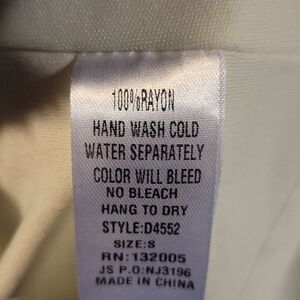 100%RAYON
HAND WASH COLD
WATER SEPARATELY
COLOR WILL BLEED
NO BLEACH
HANG TO DRY
STYLE:D4552
SIZE:S
RN:132005
JS P.O:NJ3196
MADE IN CHINA